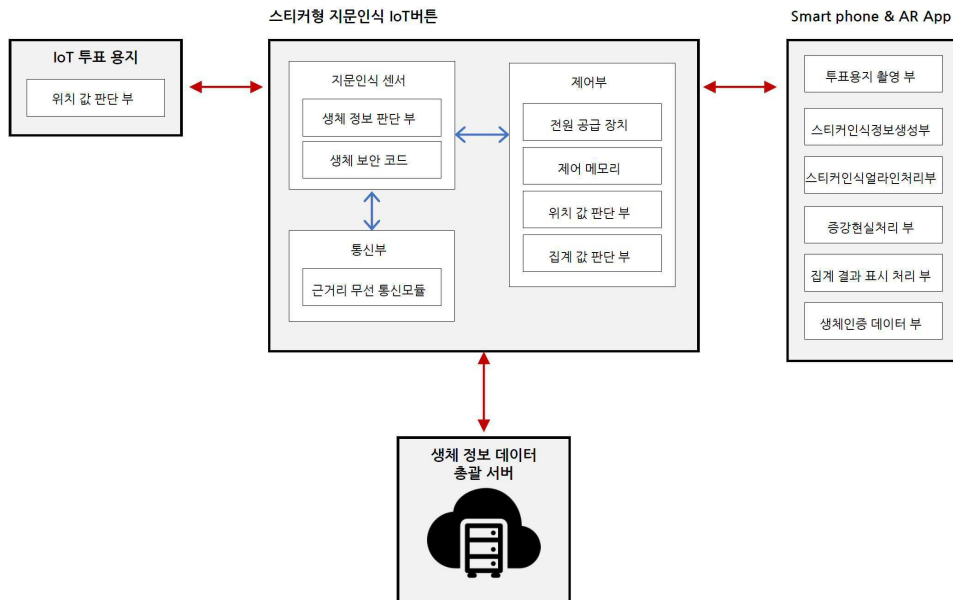 스티커형 지문인식 IoT버튼
Smart phone & AR App
IoT 투표 용지
위치 값 판단 부
지문인식 센서
생체 정보 판단 부
생체 보안 코드
통신부
근거리 무선 통신모듈
제어부
전원 공급 장치
제어 메모리
위치 값 판단 부
집계 값 판단 부
투표용지 촬영 부
스티커인식정보생성부
스티커인식얼라인처리부
증강현실처리 부
집계 결과 표시 처리 부
생체인증 데이터 부
생체 정보 데이터
총괄 서버